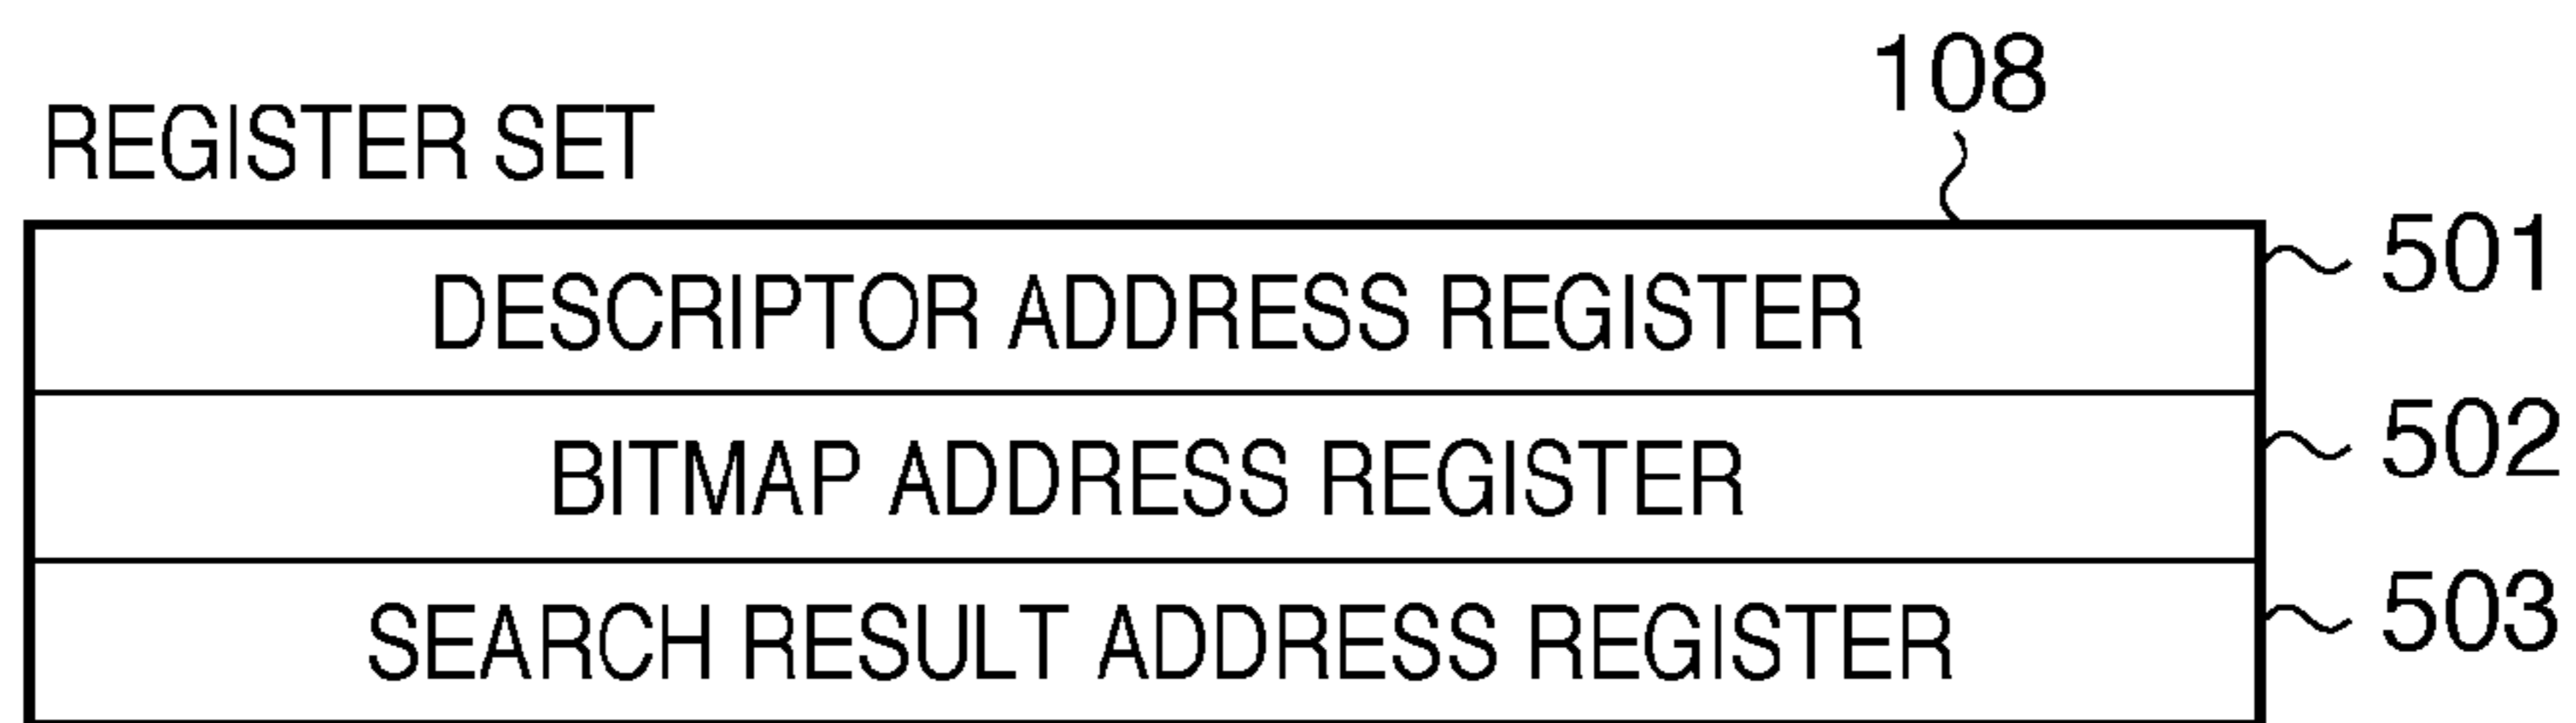 108
REGISTER SET
DESCRIPTOR ADDRESS REGISTER 501
BITMAP ADDRESS REGISTER 502
SEARCH RESULT ADDRESS REGISTER 503